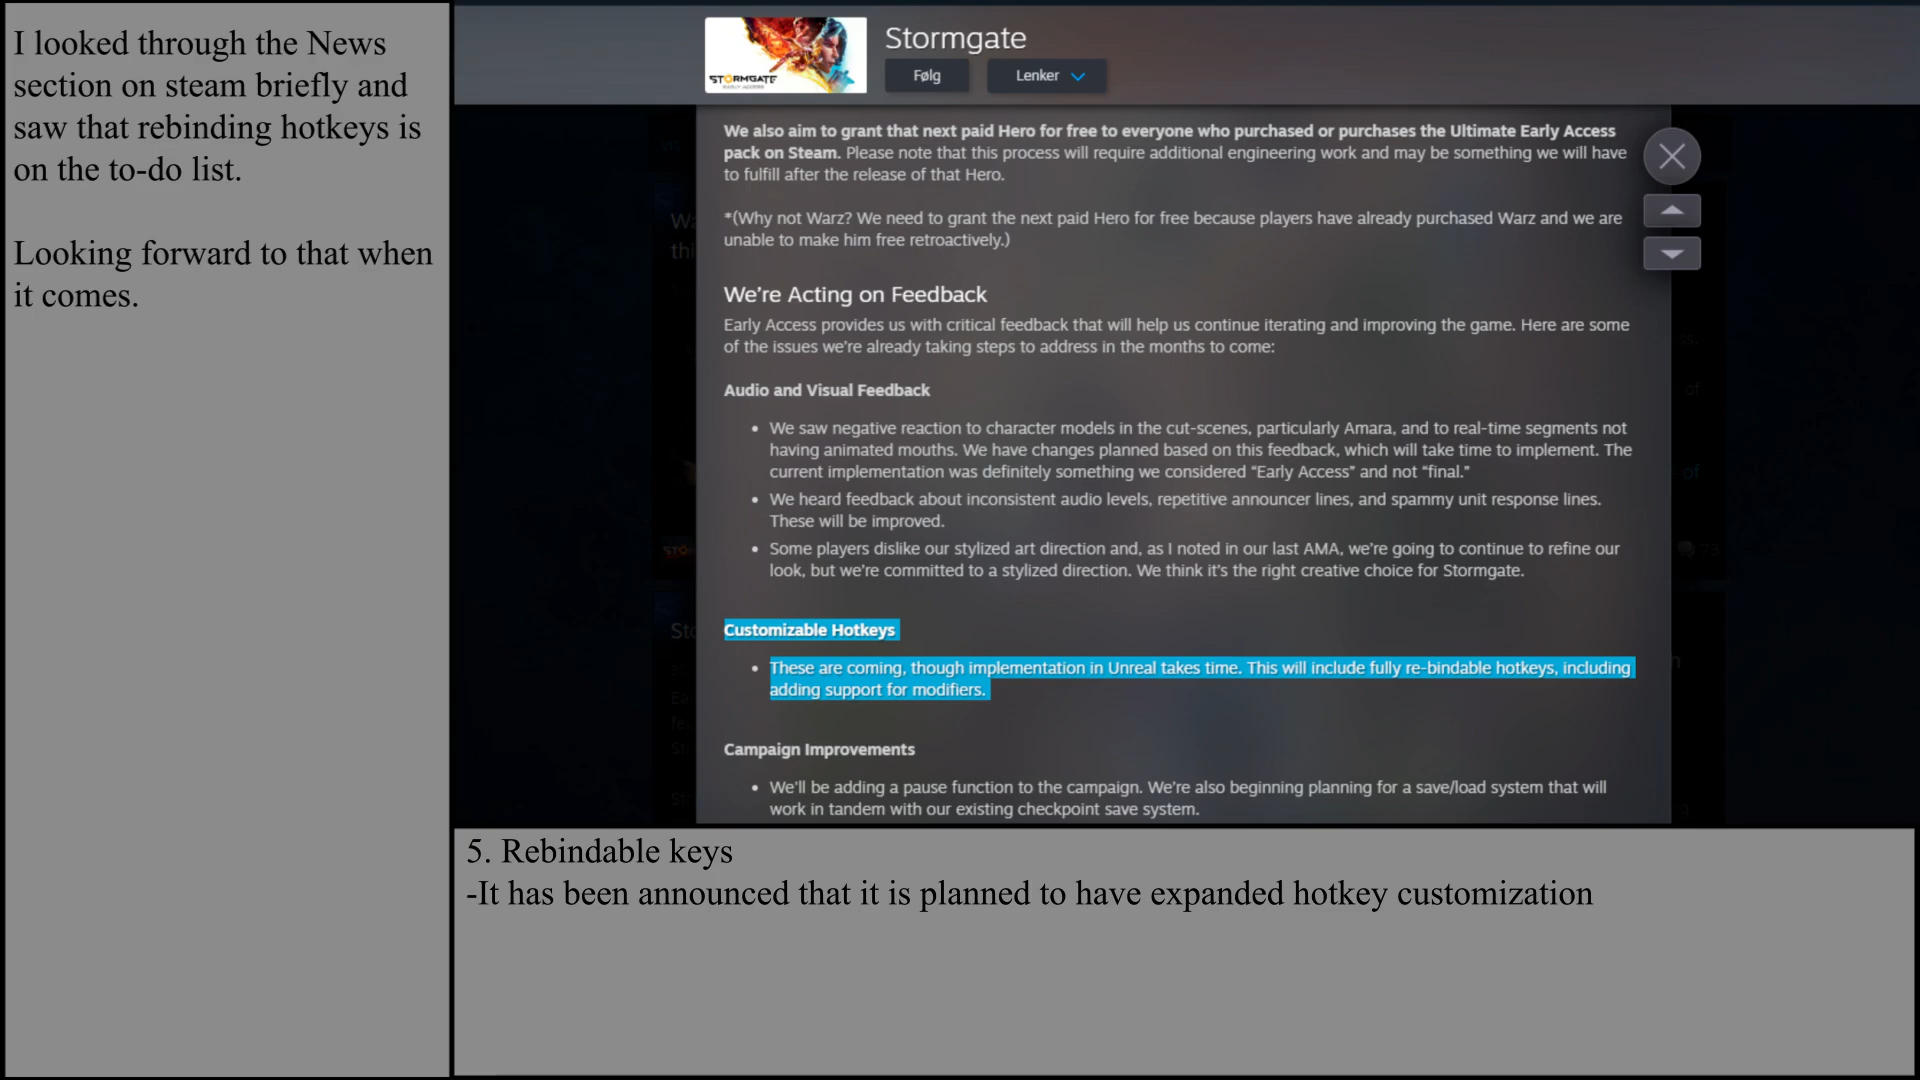 I looked through the News
section on steam briefly and
saw that rebinding hotkeys is
on the to-do list.
Looking forward to that when
it comes.
STORMGATE
EARLY ACCESS
Stormgate
Følg
Lenker
We also aim to grant that next paid Hero for free to everyone who purchased or purchases the Ultimate Early Access
pack on Steam. Please note that this process will require additional engineering work and may be something we will have
to fulfill after the release of that Hero.
*(Why not Warz? We need to grant the next paid Hero for free because players have already purchased Warz and we are
unable to make him free retroactively.)
We're Acting on Feedback
Early Access provides us with critical feedback that will help us continue iterating and improving the game. Here are some
of the issues we're already taking steps to address in the months to come:
Audio and Visual Feedback
• We saw negative reaction to character models in the cut-scenes, particularly Amara, and to real-time segments not
having animated mouths. We have changes planned based on this feedback, which will take time to implement. The
current implementation was definitely something we considered “Early Access” and not “final.”
• We heard feedback about inconsistent audio levels, repetitive announcer lines, and spammy unit response lines.
These will be improved.
• Some players dislike our stylized art direction and, as I noted in our last AMA, we're going to continue to refine our
look, but we're committed to a stylized direction. We think it's the right creative choice for Stormgate.
73
Customizable Hotkeys
• These are coming, though implementation in Unreal takes time. This will include fully re-bindable hotkeys, including
adding support for modifiers.
Campaign Improvements
• We'll be adding a pause function to the campaign. We're also beginning planning for a save/load system that will
work in tandem with our existing checkpoint save system.
5. Rebindable keys
-It has been announced that it is planned to have expanded hotkey customization